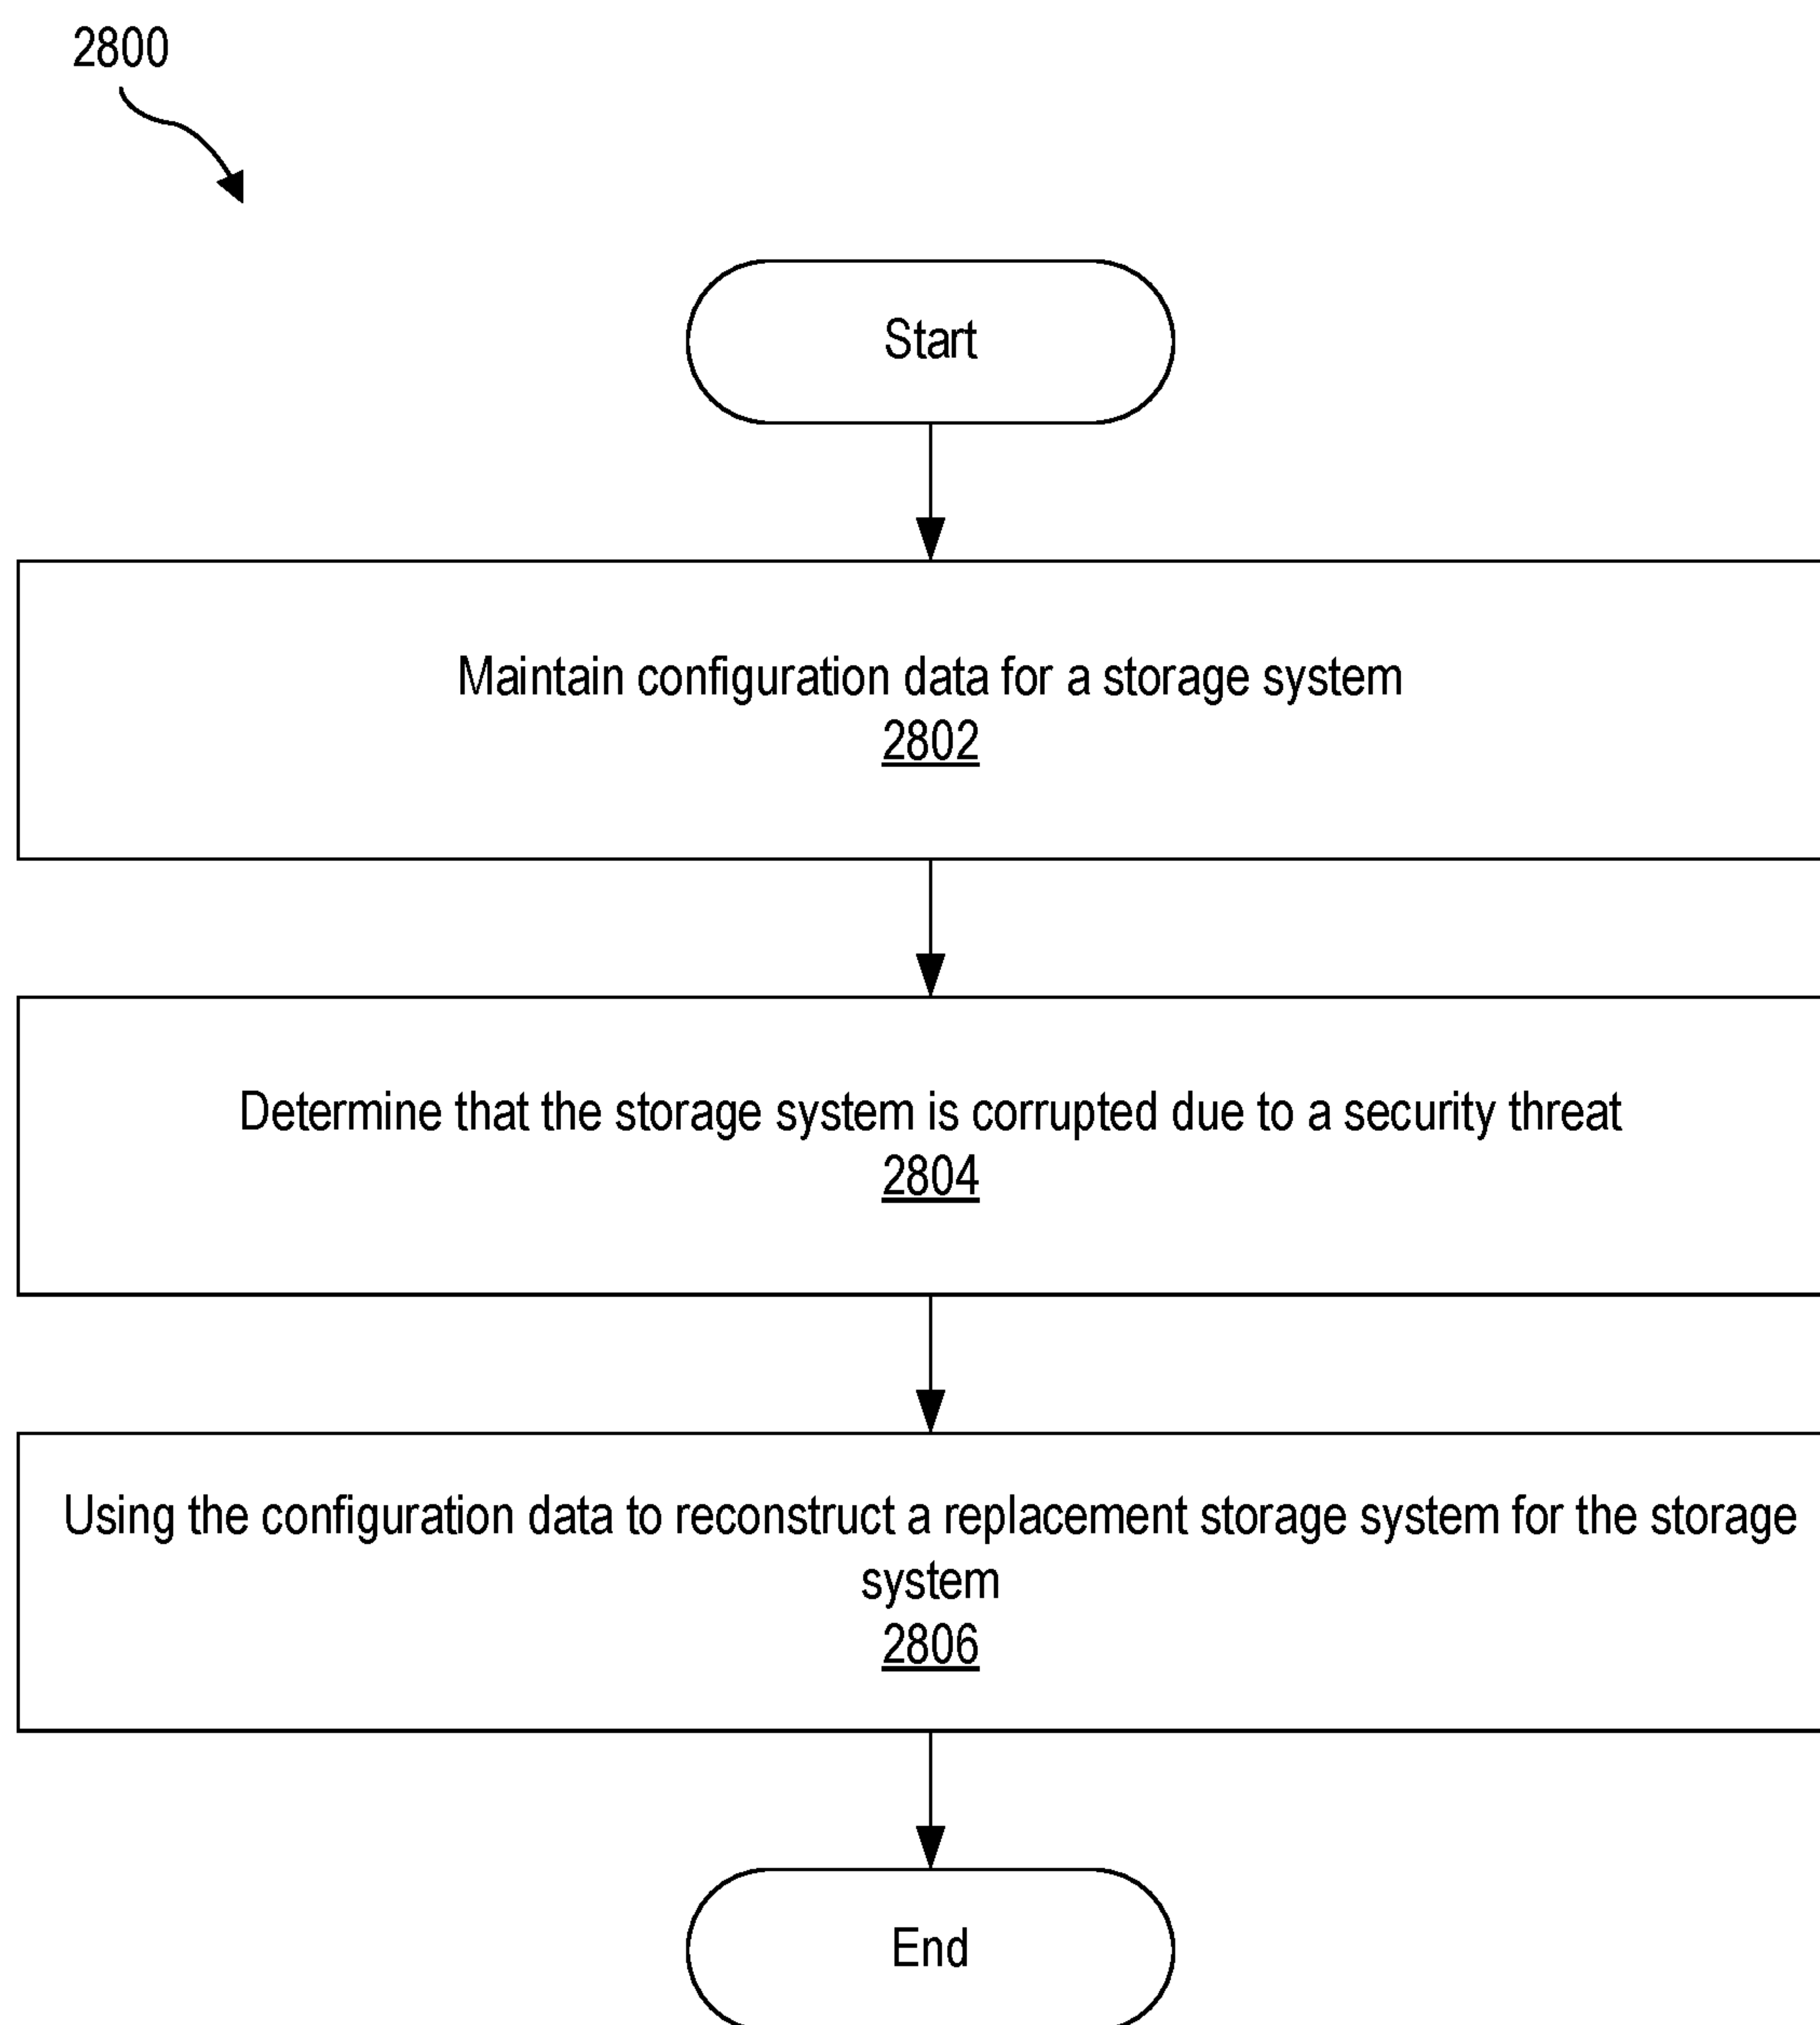 2800
Start
Maintain configuration data for a storage system
2802
Determine that the storage system is corrupted due to a security threat
2804
Using the configuration data to reconstruct a replacement storage system for the storage
system
2806
End